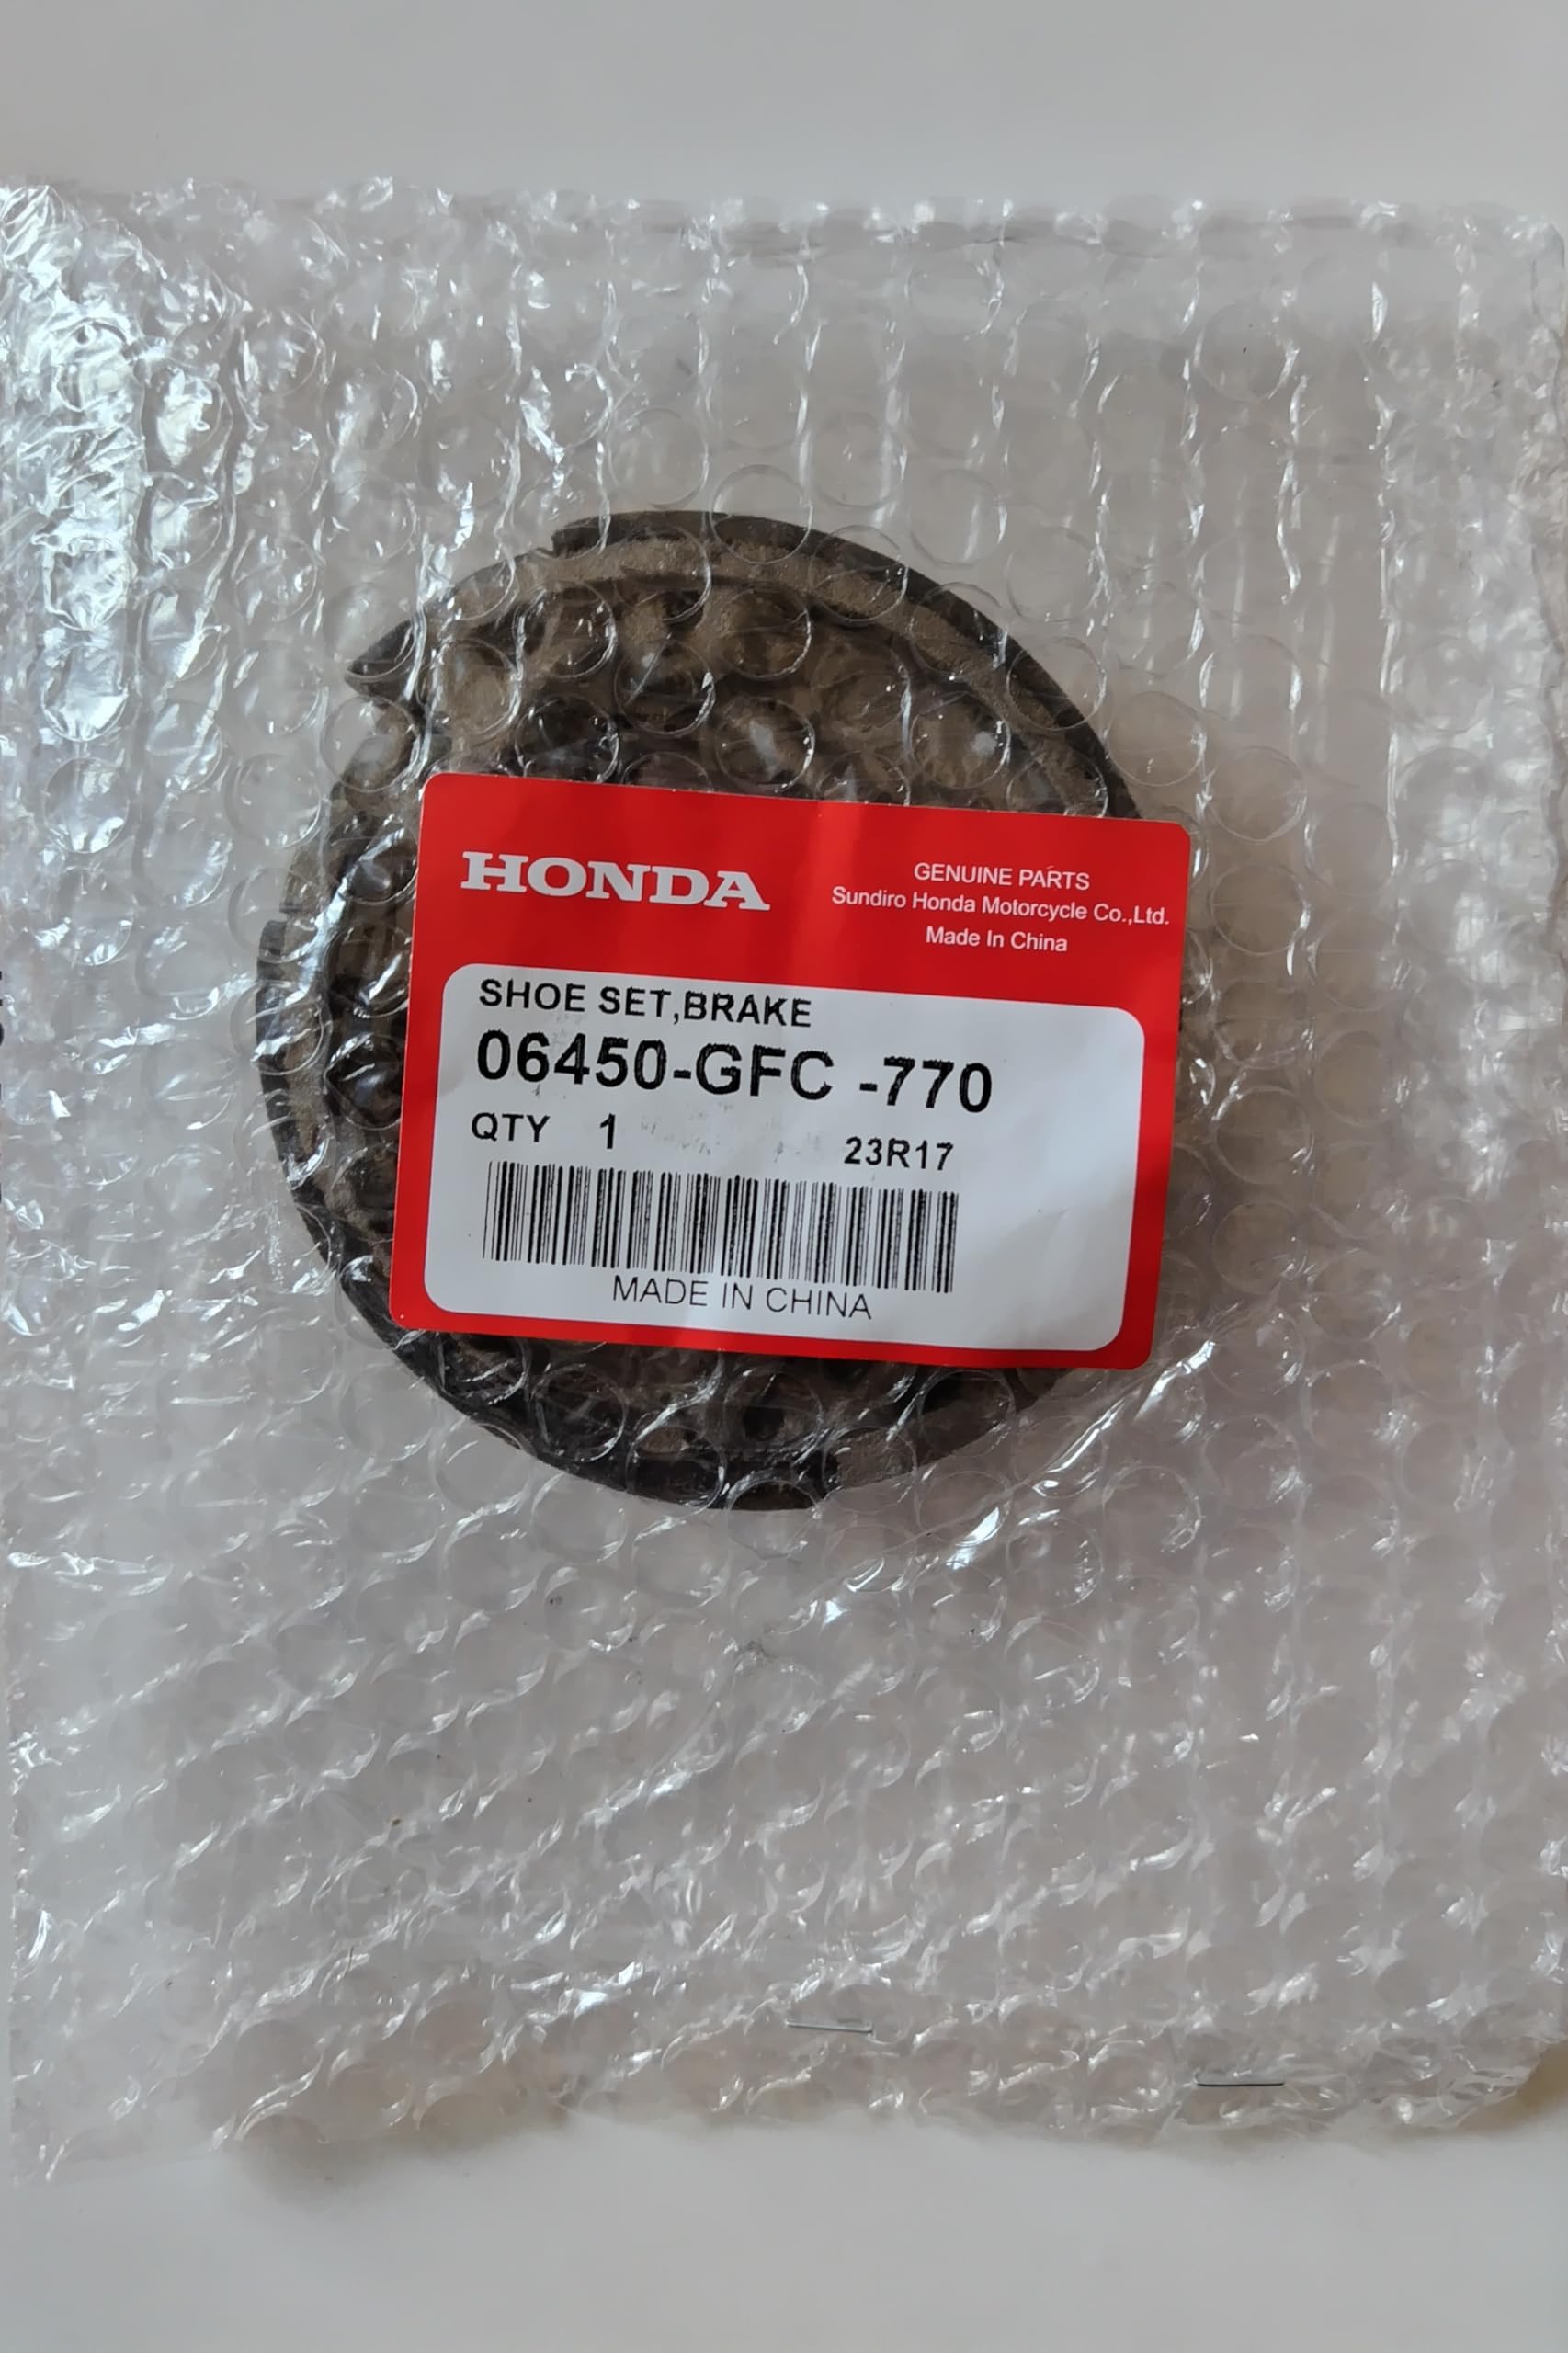 HONDA
GENUINE PARTS
Sundiro Honda Motorcycle Co.,Ltd.
Made In China
SHOE SET,BRAKE
06450-GFC -770
QTY 1 23R17
MADE IN CHINA